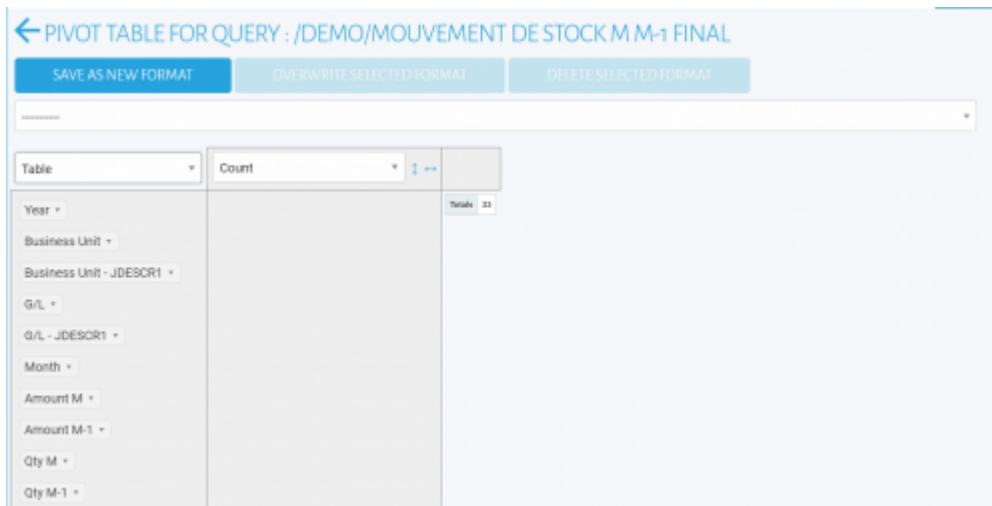 PIVOT TABLE FOR QUERY : /DEMO/MOUVEMENT DE STOCK M M-1 FINAL
SAVE AS NEW FORMAT OVERWRITE SELECTED FORMAT DELETE SELECTED FORMAT
---------
Table Count
Totals 33
Year
Business Unit
Business Unit - JDESCR1
G/L
G/L - JDESCR1
Month
Amount M
Amount M-1
Qty M
Qty M-1